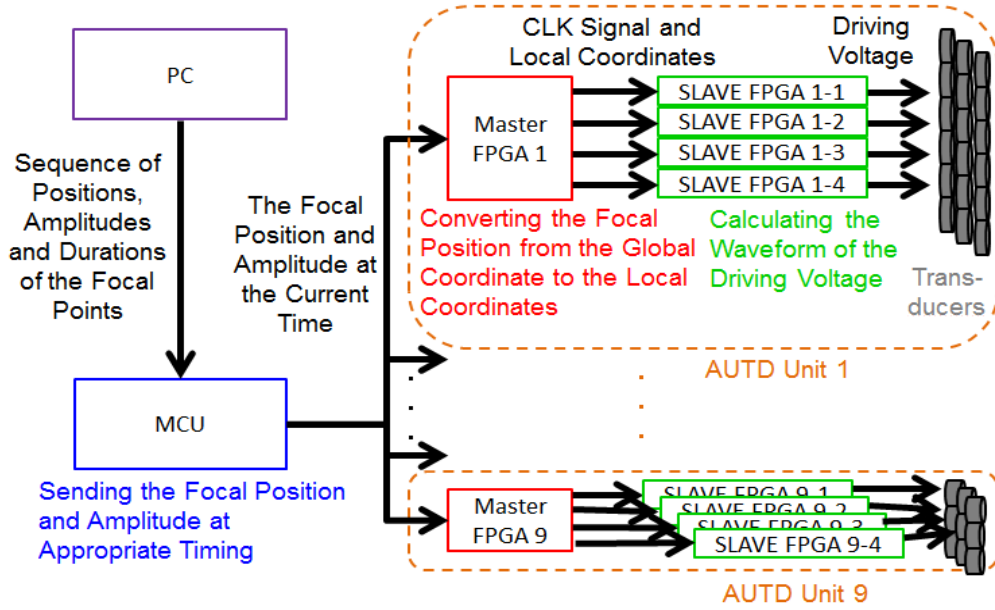 PC
Sequence of
Positions,
Amplitudes
and Durations
of the Focal
Points
MCU
Sending the Focal Position
and Amplitude at
Appropriate Timing
The Focal
Position and
Amplitude at
the Current
Time
CLK Signal and
Local Coordinates
Driving
Voltage
Master
FPGA 1
SLAVE FPGA 1-1
SLAVE FPGA 1-2
SLAVE FPGA 1-3
SLAVE FPGA 1-4
Converting the Focal
Position from the Global
Coordinate to the Local
Coordinates
Calculating the
Waveform of the
Driving Voltage
Trans-
ducers
AUTD Unit 1
Master
FPGA 9
SLAVE FPGA 9-1
SLAVE FPGA 9-2
SLAVE FPGA 9-3
SLAVE FPGA 9-4
AUTD Unit 9